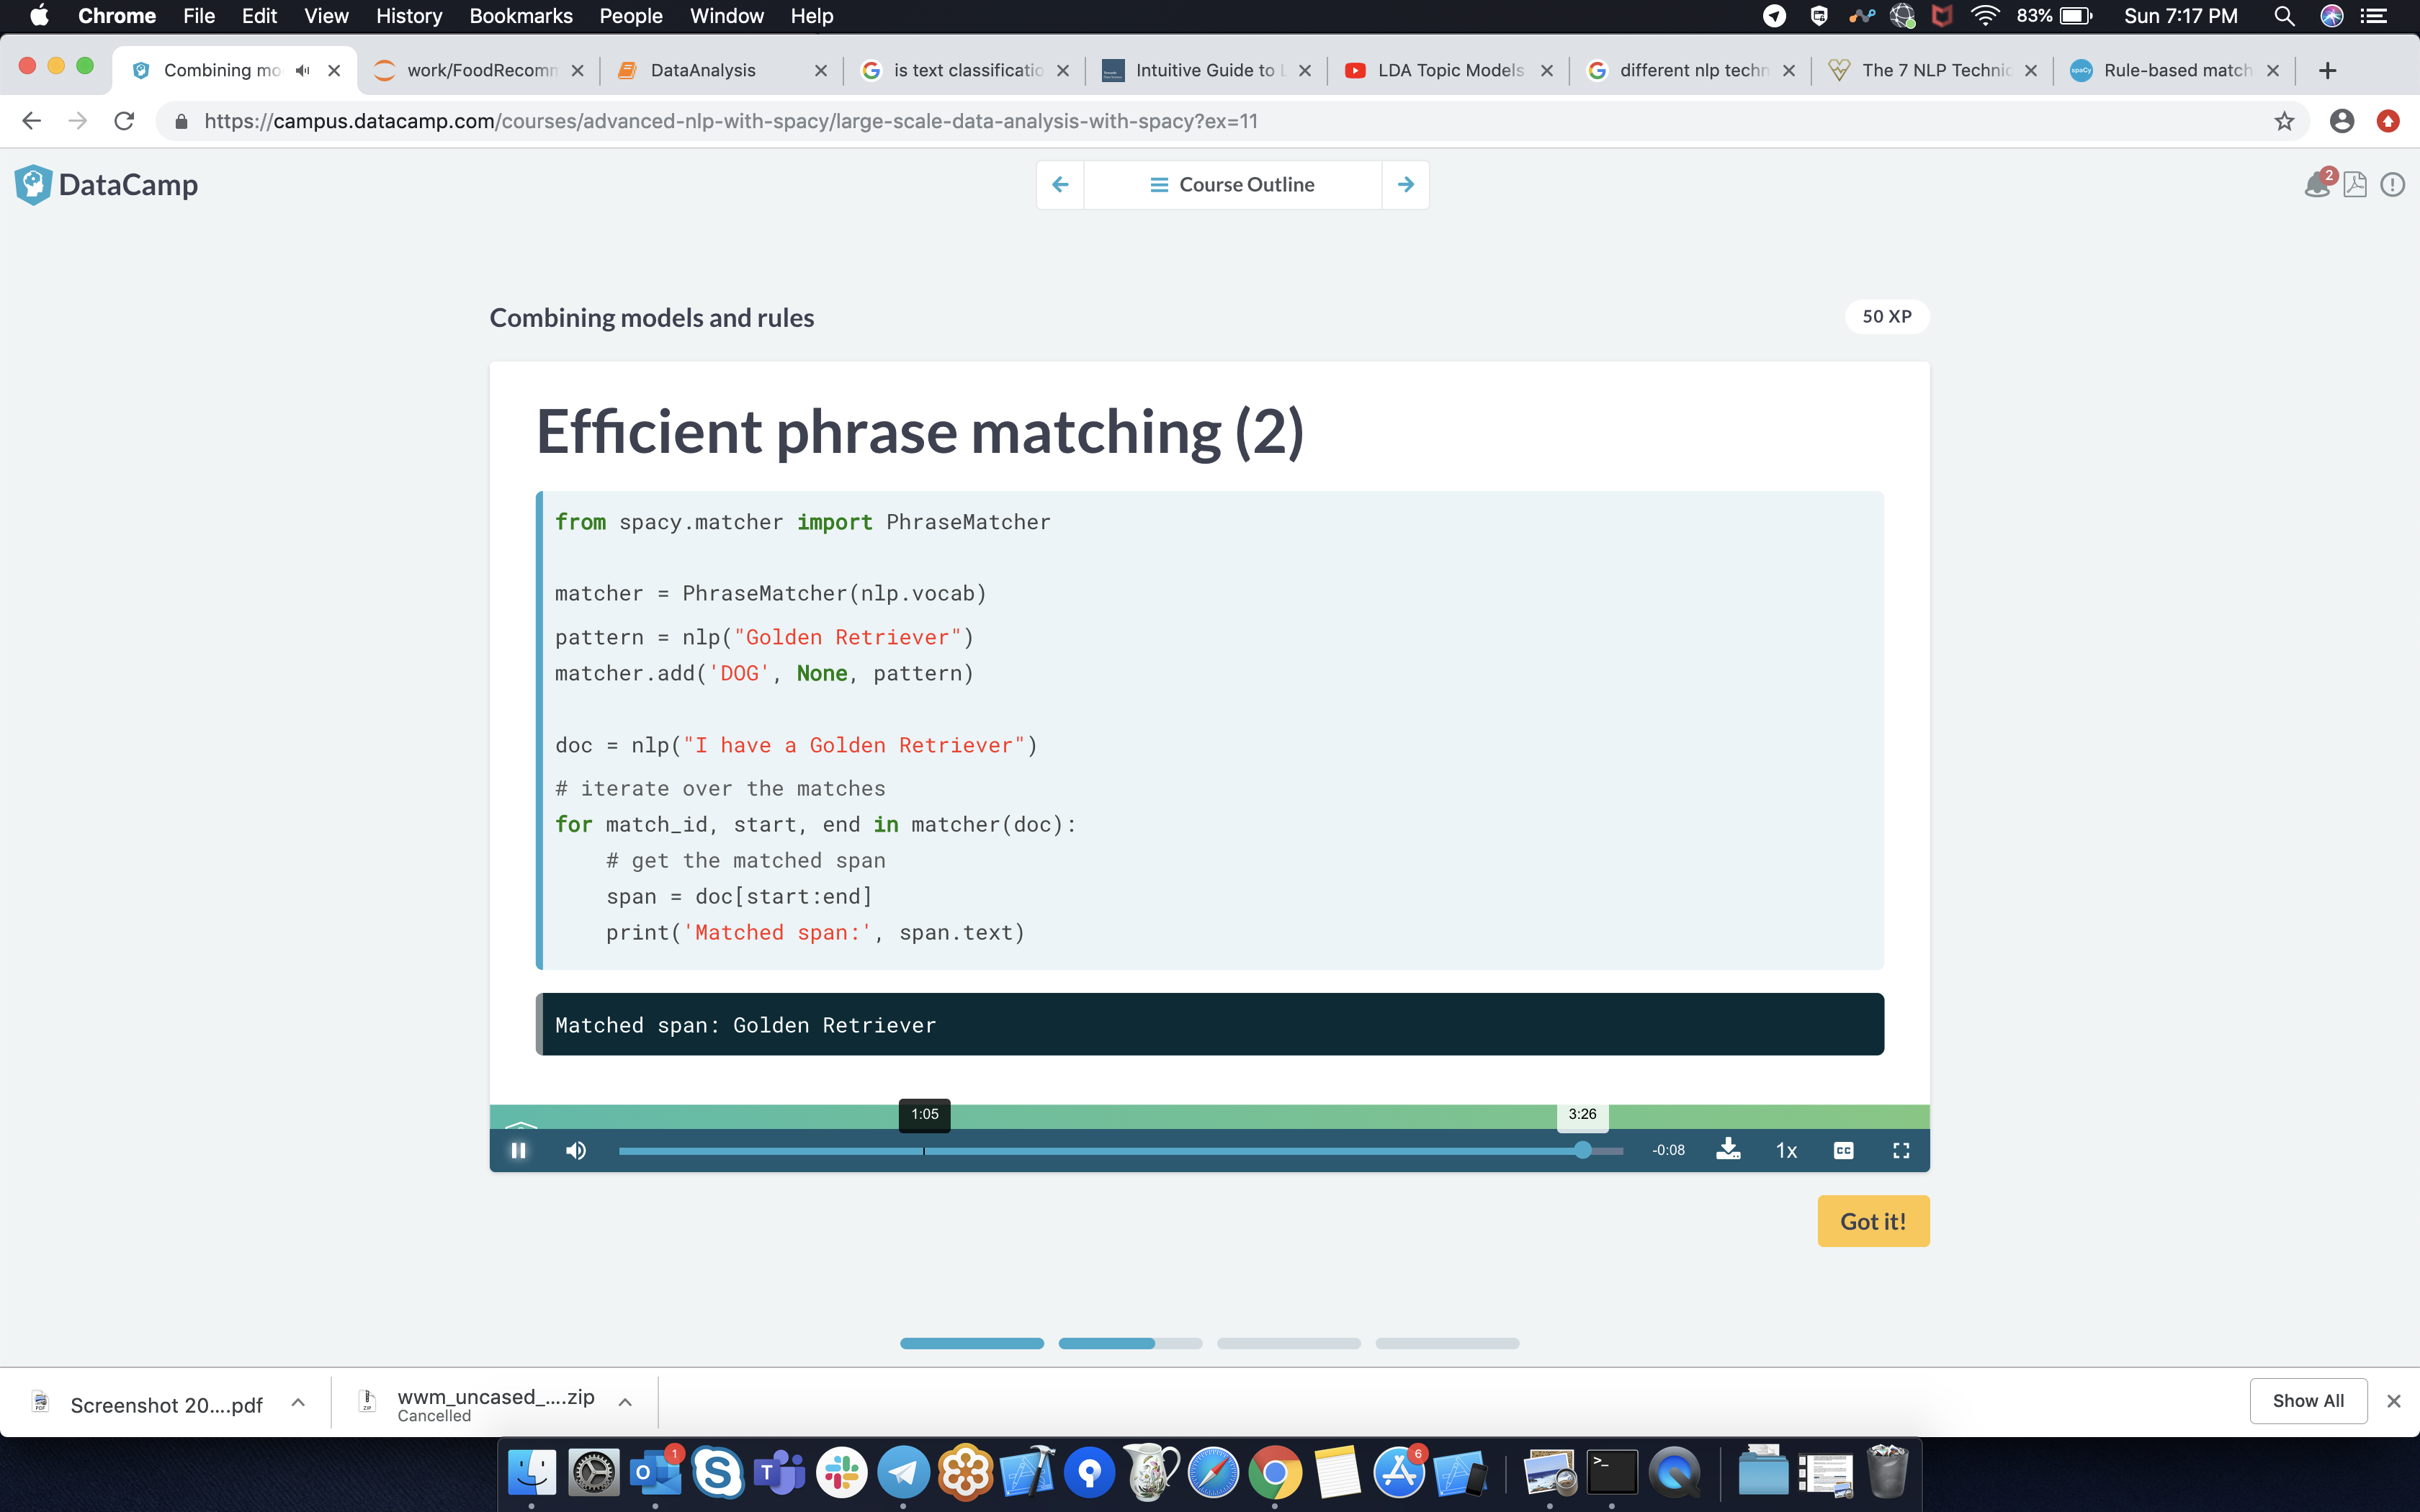 Chrome File Edit View History Bookmarks People Window Help 83% Sun 7:17 PM
Combining mo work/FoodRecomm DataAnalysis is text classificatio Intuitive Guide to L LDA Topic Models different nlp techn The 7 NLP Technic Rule-based match
https://campus.datacamp.com/courses/advanced-nlp-with-spacy/large-scale-data-analysis-with-spacy?ex=11
DataCamp Course Outline 2
Combining models and rules 50 XP
Efficient phrase matching (2)
from spacy.matcher import PhraseMatcher
matcher = PhraseMatcher(nlp.vocab)
pattern = nlp("Golden Retriever")
matcher.add('DOG', None, pattern)
doc = nlp("I have a Golden Retriever")
# iterate over the matches
for match_id, start, end in matcher(doc):
    # get the matched span
    span = doc[start:end]
    print('Matched span:', span.text)
Matched span: Golden Retriever
1:05 3:26
-0:08 1x CC
Got it!
Screenshot 20....pdf wwm_uncased_....zip Show All
Cancelled
1 6